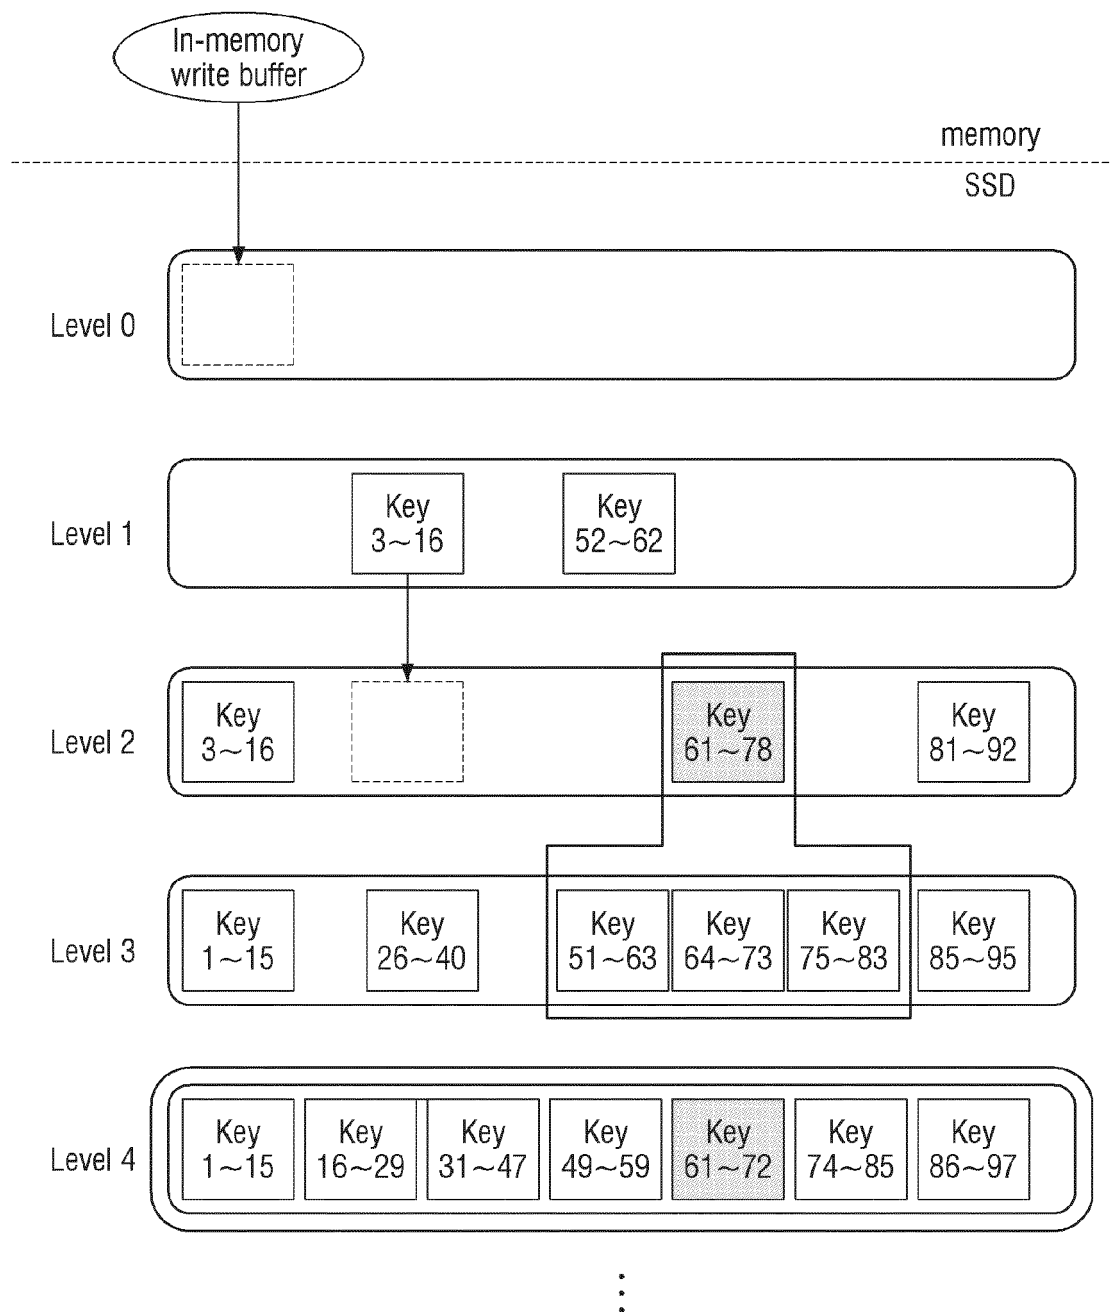 In-memory
write buffer
memory
SSD
Level 0
Level 1
Key
3~16
Key
52~62
Level 2
Key
3~16
Key
61~78
Key
81~92
Level 3
Key
1~15
Key
26~40
Key
51~63
Key
64~73
Key
75~83
Key
85~95
Level 4
Key
1~15
Key
16~29
Key
31~47
Key
49~59
Key
61~72
Key
74~85
Key
86~97